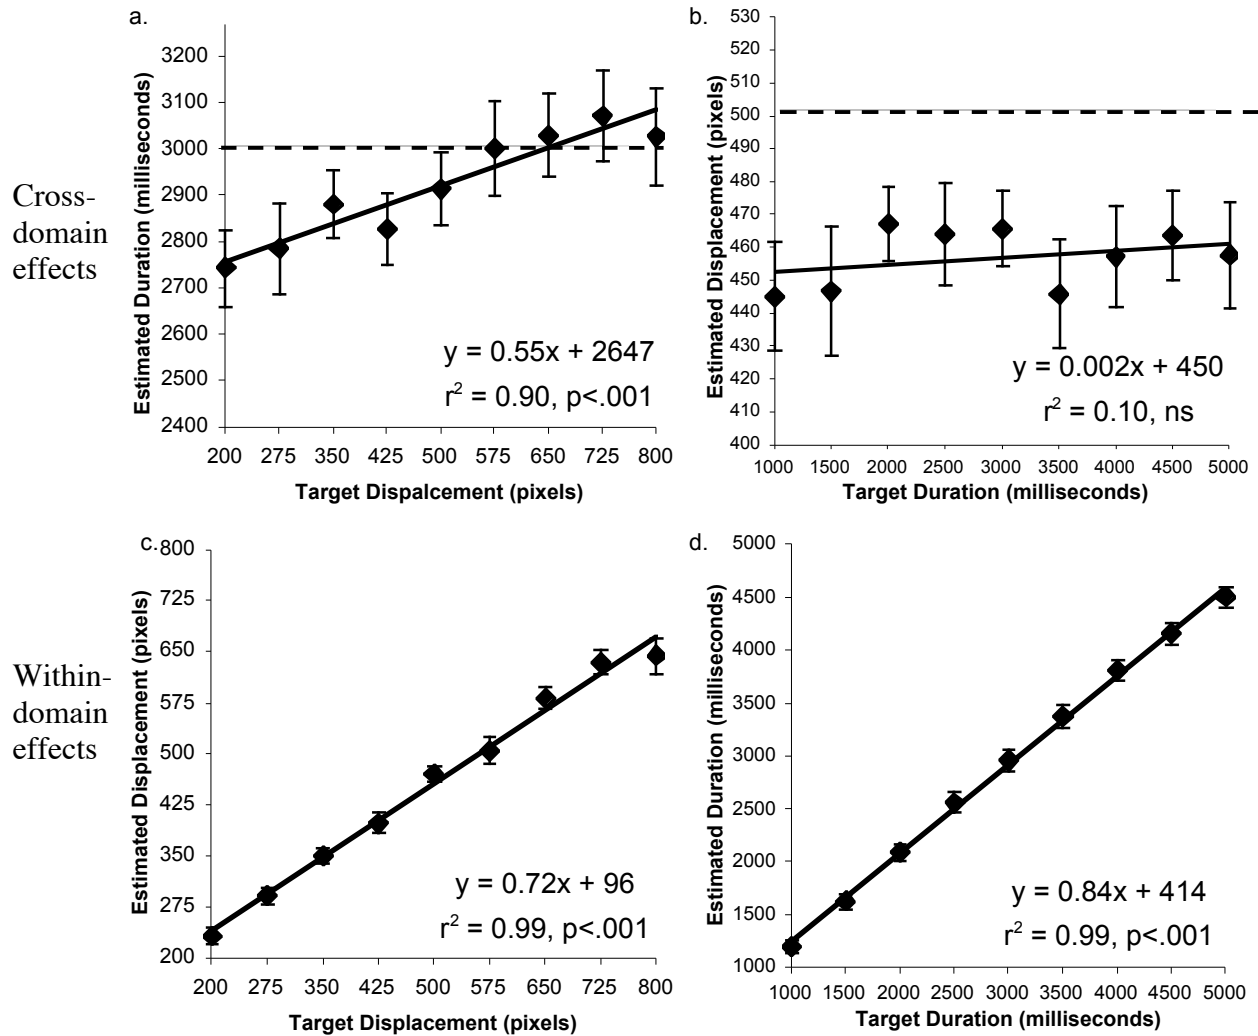 a.
Estimated Duration (milliseconds)
3200
3100
3000
2900
2800
2700
2600
2500
2400
200 275 350 425 500 575 650 725 800
Target Dispalcement (pixels)
y = 0.55x + 2647
r² = 0.90, p<.001
b.
Estimated Displacement (pixels)
530
520
510
500
490
480
470
460
450
440
430
420
410
400
1000 1500 2000 2500 3000 3500 4000 4500 5000
Target Duration (milliseconds)
y = 0.002x + 450
r² = 0.10, ns
Cross-
domain
effects
c.
Estimated Displacement (pixels)
800
725
650
575
500
425
350
275
200
200 275 350 425 500 575 650 725 800
Target Displacement (pixels)
y = 0.72x + 96
r² = 0.99, p<.001
d.
Estimated Duration (milliseconds)
5000
4500
4000
3500
3000
2500
2000
1500
1000
1000 1500 2000 2500 3000 3500 4000 4500 5000
Target Duration (milliseconds)
y = 0.84x + 414
r² = 0.99, p<.001
Within-
domain
effects